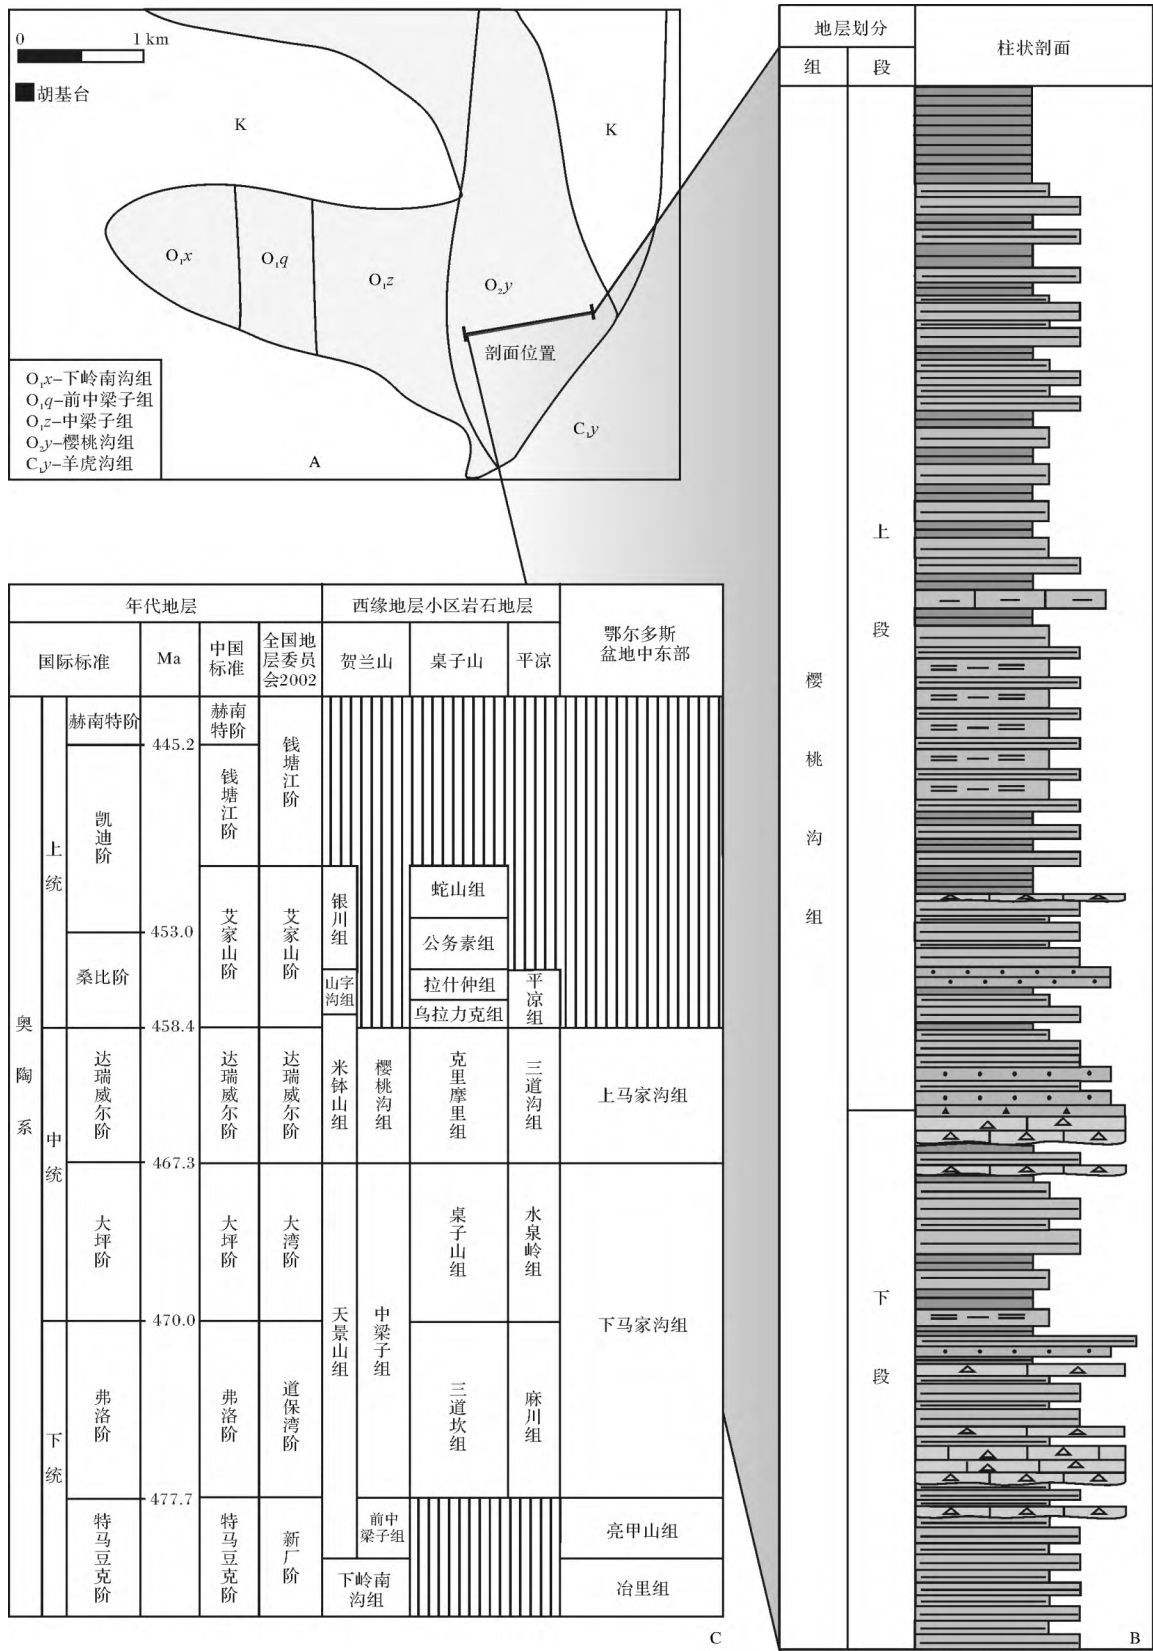 0
1 km
胡基台
K
K
O₁x
O₁q
O₁z
O₂y
剖面位置
C₁y
A
O₁x–下岭南沟组
O₁q–前中梁子组
O₁z–中梁子组
O₂y–樱桃沟组
C₁y–羊虎沟组
地层划分
柱状剖面
组
段
樱桃沟组
上段
下段
B
年代地层
西缘地层小区岩石地层
鄂尔多斯
盆地中东部
国际标准
Ma
中国
标准
全国地
层委员
会2002
贺兰山
桌子山
平凉
奥陶系
上统
中统
下统
赫南特阶
凯迪阶
桑比阶
达瑞威尔阶
大坪阶
弗洛阶
特马豆克阶
445.2
453.0
458.4
467.3
470.0
477.7
赫南
特阶
钱塘江阶
艾家山阶
达瑞威尔阶
大坪阶
弗洛阶
特马豆克阶
钱塘江阶
艾家山阶
达瑞威尔阶
大湾阶
道保湾阶
新厂阶
银川组
山字
沟组
米钵山组
樱桃沟组
天景山组
中梁子组
前中
梁子组
下岭南
沟组
蛇山组
公务素组
拉什仲组
乌拉力克组
克里摩里组
桌子山组
三道坎组
平凉组
三道沟组
水泉岭组
麻川组
上马家沟组
下马家沟组
亮甲山组
冶里组
C